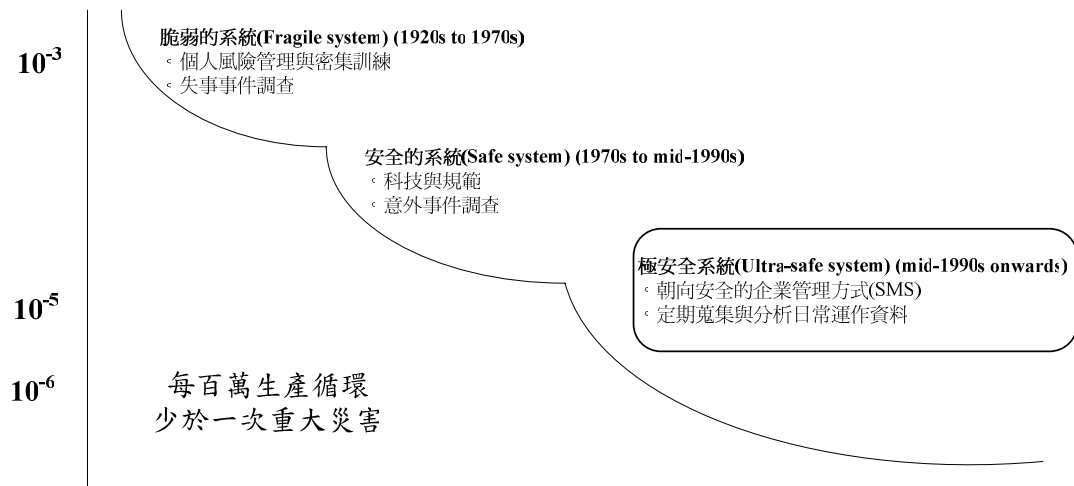 10-3
脆弱的系統(Fragile system) (1920s to 1970s)
。個人風險管理與密集訓練
。失事事件調查
安全的系統(Safe system) (1970s to mid-1990s)
。科技與規範
。意外事件調查
極安全系統(Ultra-safe system) (mid-1990s onwards)
。朝向安全的企業管理方式(SMS)
。定期蒐集與分析日常運作資料
10-5
10-6
每百萬生產循環
少於一次重大災害